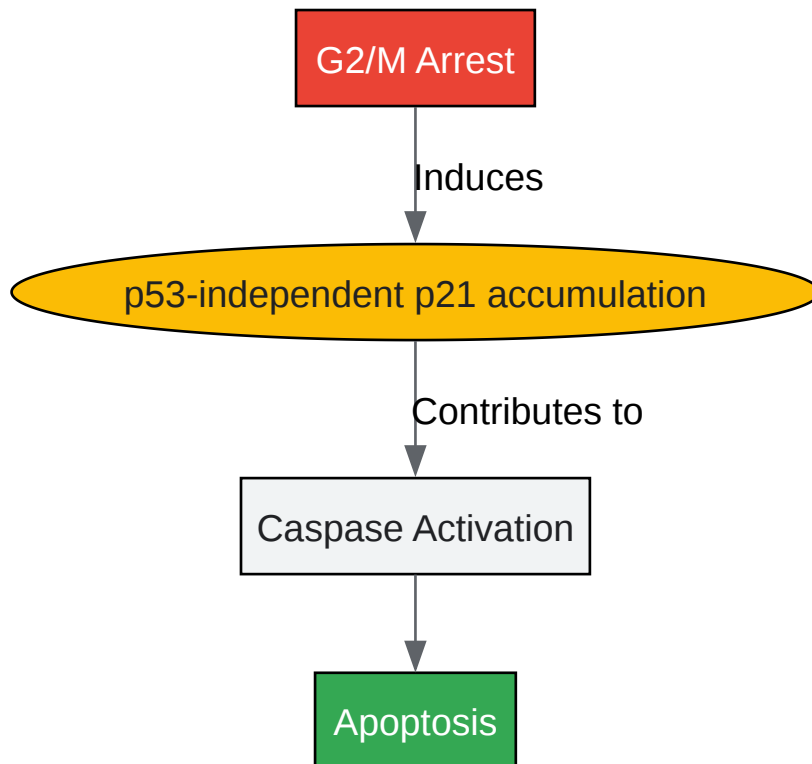 G2/M Arrest
Induces
p53-independent p21 accumulation
Contributes to
Caspase Activation
Apoptosis